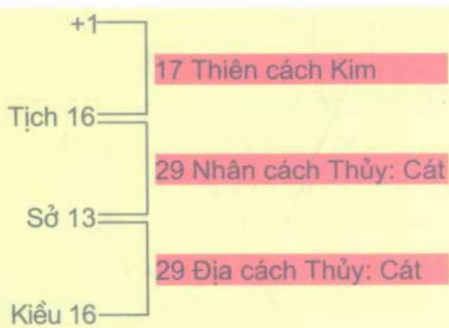 +1
17 Thiên cách Kim
Tịch 16
29 Nhân cách Thủy: Cát
Sở 13
29 Địa cách Thủy: Cát
Kiều 16